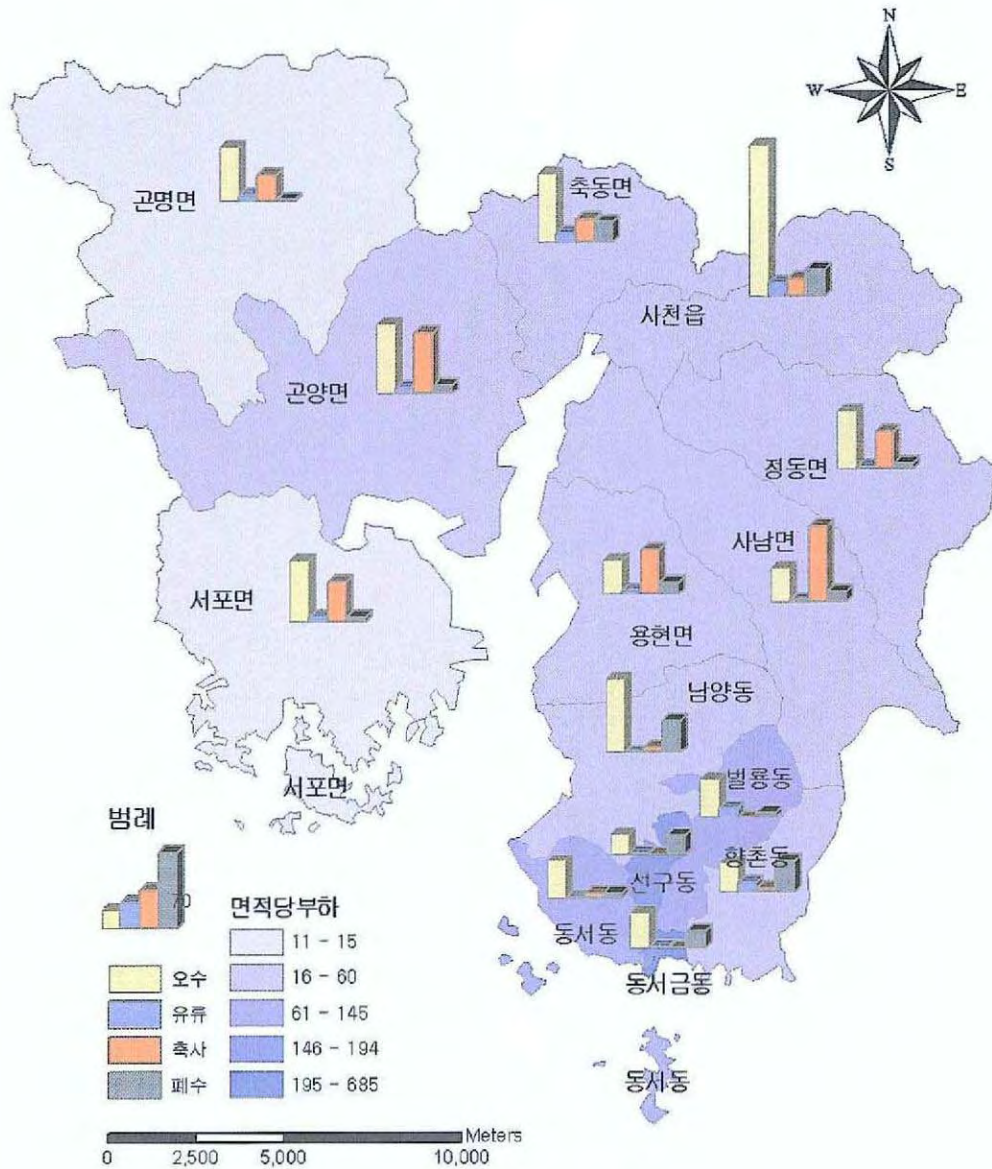 N
W E
S
곤명면
축동면
사천읍
곤양면
정동면
사남면
서포면
용현면
남양동
서포면
벌룡동
향촌동
선구동
동서동
동서금동
동서동
범례
70
면적당부하
11 - 15
오수 16 - 60
유류 61 - 145
축사 146 - 194
폐수 195 - 685
Meters
0 2,500 5,000 10,000